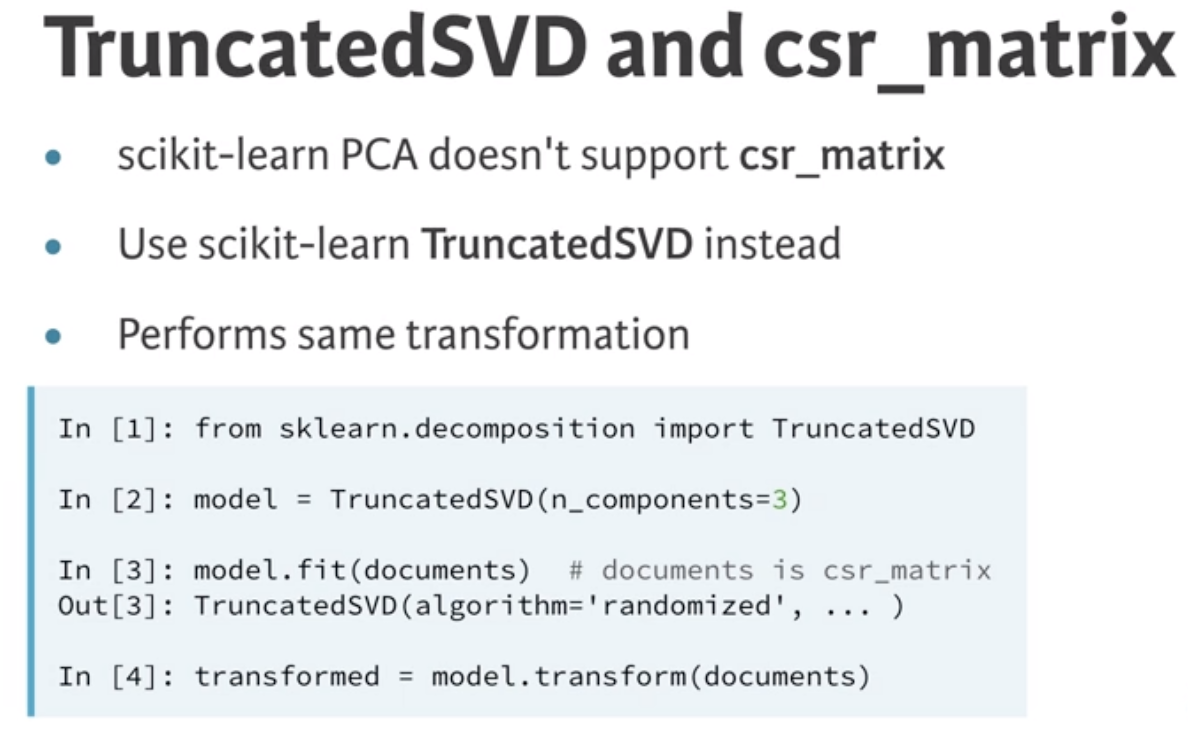 TruncatedSVD and csr_matrix
• scikit-learn PCA doesn't support csr_matrix
• Use scikit-learn TruncatedSVD instead
• Performs same transformation
In [1]: from sklearn.decomposition import TruncatedSVD
In [2]: model = TruncatedSVD(n_components=3)
In [3]: model.fit(documents)  # documents is csr_matrix
Out[3]: TruncatedSVD(algorithm='randomized', ... )
In [4]: transformed = model.transform(documents)